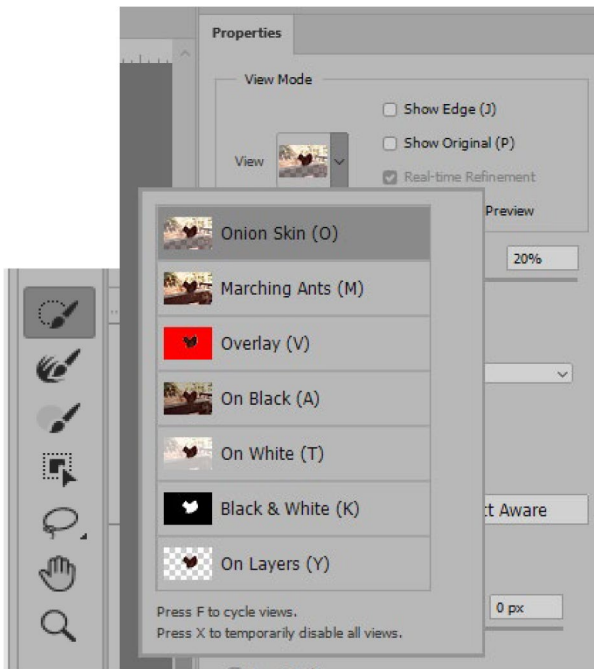 Properties
View Mode
Show Edge (J)
Show Original (P)
View
Real-time Refinement
Preview
Onion Skin (O)
20%
Marching Ants (M)
Overlay (V)
On Black (A)
On White (T)
Black & White (K)
ct Aware
On Layers (Y)
Press F to cycle views.
0 px
Press X to temporarily disable all views.